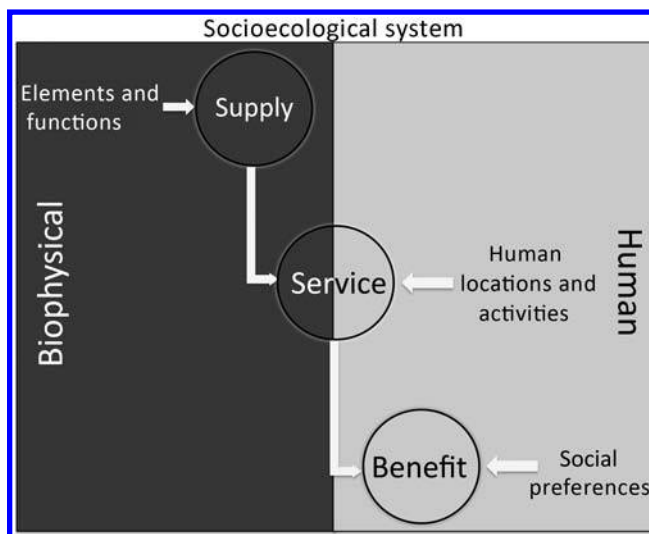 Socioecological system
Elements and
functions
Supply
Biophysical
Service
Human
locations and
activities
Human
Benefit
Social
preferences